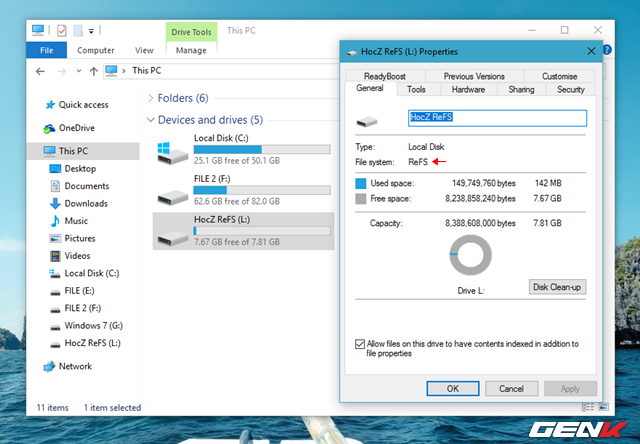 Drive Tools
This PC
File
Computer
View
Manage
This PC
Quick access
OneDrive
This PC
Desktop
Documents
Downloads
Music
Pictures
Videos
Local Disk (C:)
FILE (E:)
FILE 2 (F:)
Windows 7 (G:)
HocZ ReFS (L:)
Network
Folders (6)
Devices and drives (5)
Local Disk (C:)
25.1 GB free of 50.1 GB
FILE 2 (F:)
62.6 GB free of 82.0 GB
HocZ ReFS (L:)
7.67 GB free of 7.81 GB
11 items
1 item selected
HocZ ReFS (L:) Properties
ReadyBoost
Previous Versions
Customise
General
Tools
Hardware
Sharing
Security
HocZ ReFS
Type: Local Disk
File system: ReFS
Used space: 149,749,760 bytes 142 MB
Free space: 8,238,858,240 bytes 7.67 GB
Capacity: 8,388,608,000 bytes 7.81 GB
Drive L:
Disk Clean-up
Allow files on this drive to have contents indexed in addition to
file properties
OK
Cancel
Apply
GENK